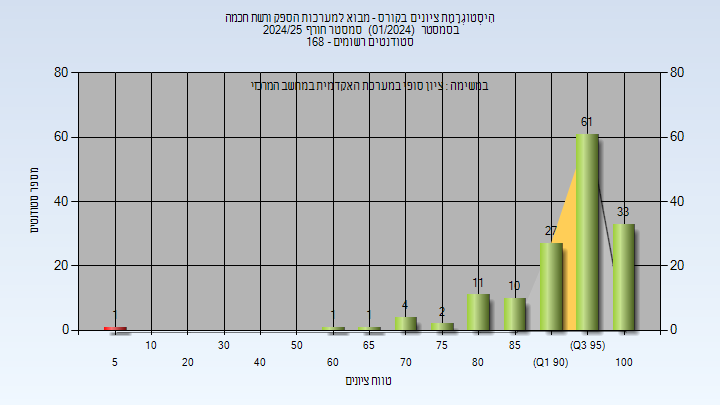 הִיסְטוֹגְרָמַת ציונים בקורס - מבוא למערכות הספק ורשת חכמה
בסמסטר (01/2024) סמסטר חורף 2024/25
סטודנטים רשומים - 168
במשימה : ציון סופי במערכת האקדמית במחשב המרכזי
80 80
60 60
40 40
20 20
0 0
מספר סטודנטים
1 1 1 4 2 11 10 27 61 33
10 30 50 65 75 85 (Q3 95)
5 20 40 60 70 80 (Q1 90) 100
טווח ציונים